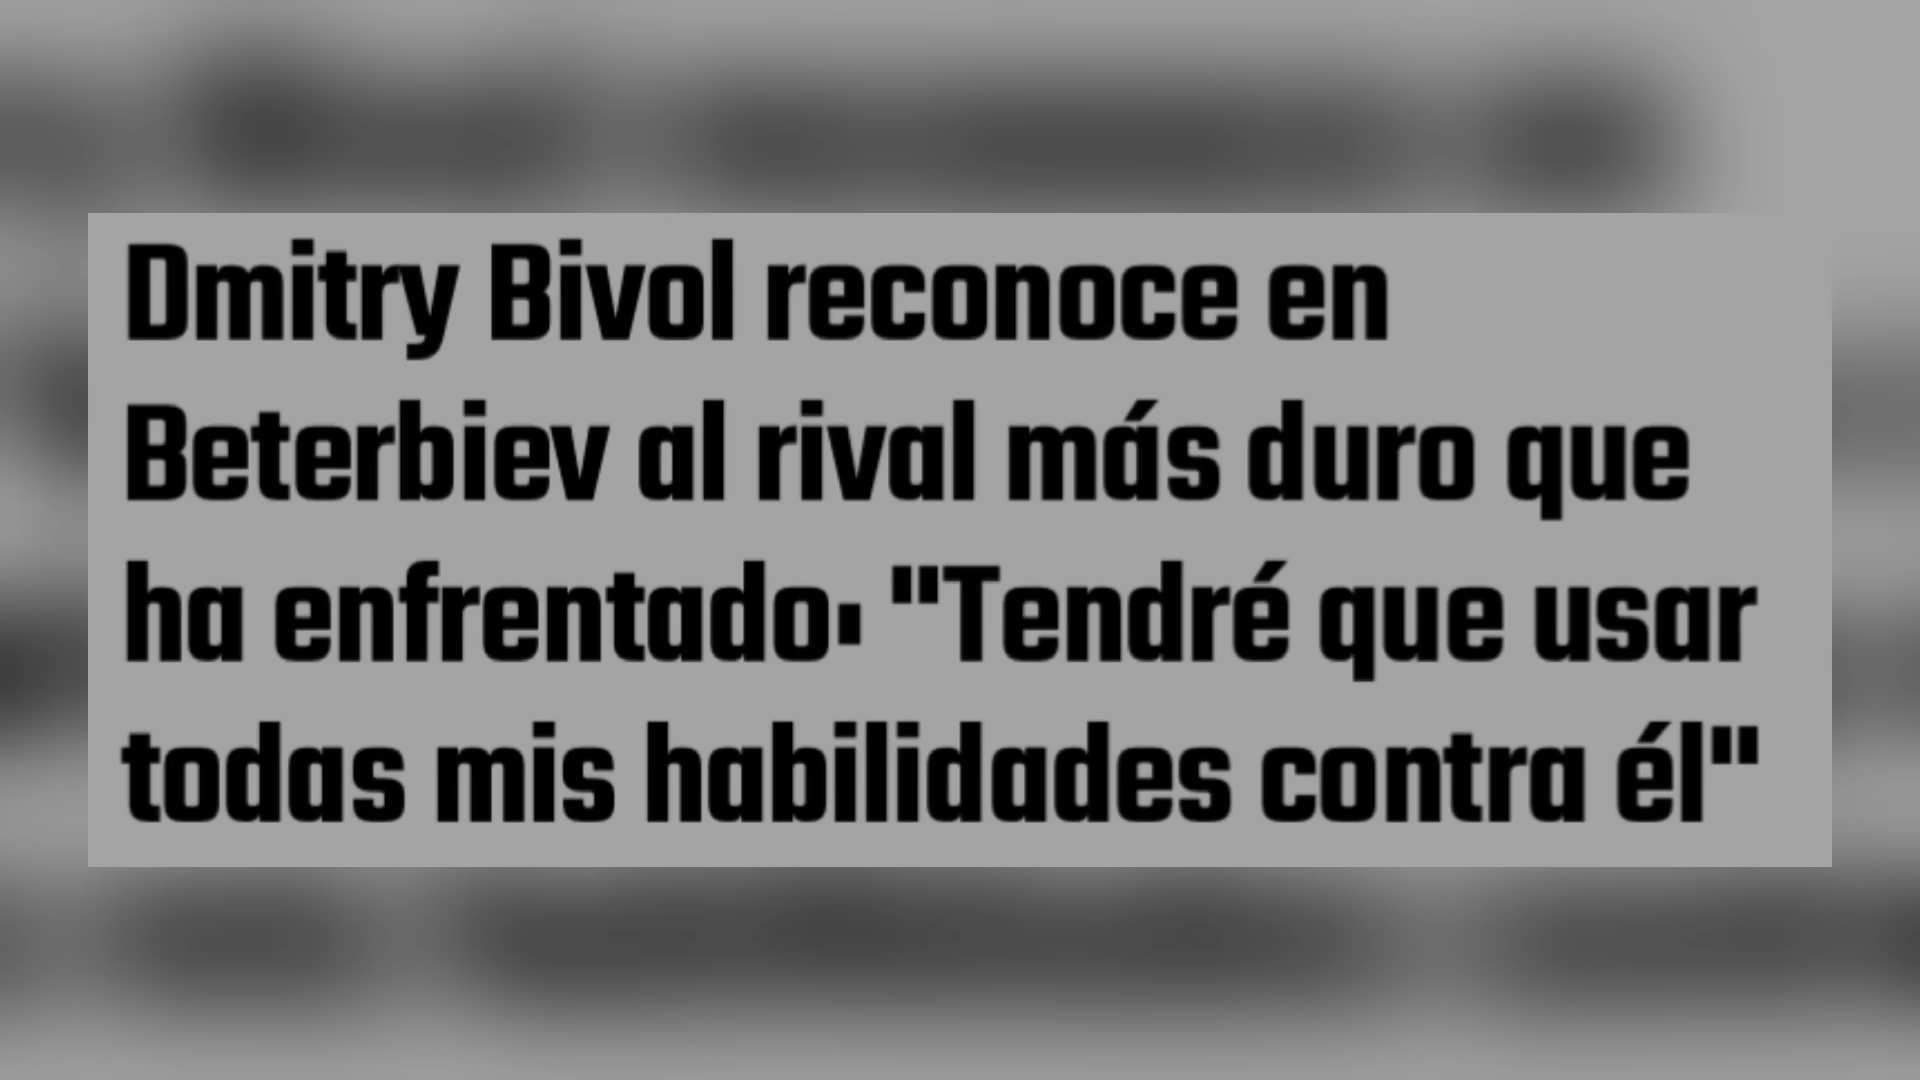 Dmitry Bivol reconoce en
Beterbiev al rival más duro que
ha enfrentado: "Tendré que usar
todas mis habilidades contra él"